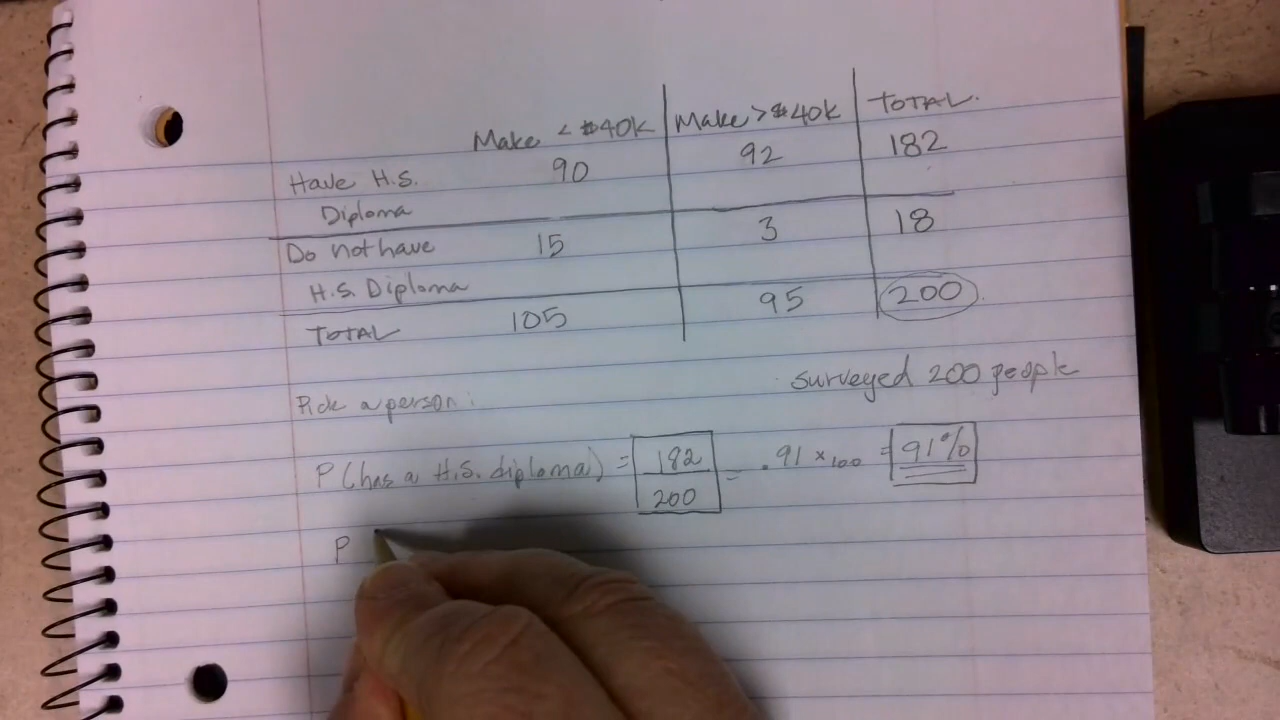 Make < $40K Make > $40K TOTAL.
Have H.S. 90 92 182
Diploma
Do not have 15 3 18
H.S. Diploma
TOTAL 105 95 200
surveyed 200 people
Pick a person:
P(has a H.S. diploma) = 182/200 = .91 x 100 = 91%
P